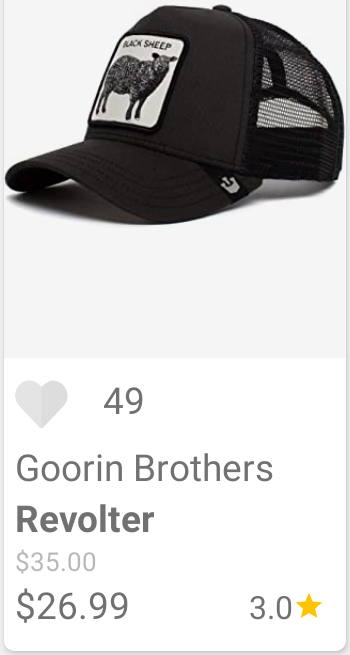 BLACK SHEEP
49
Goorin Brothers
Revolter
$35.00
$26.99
3.0